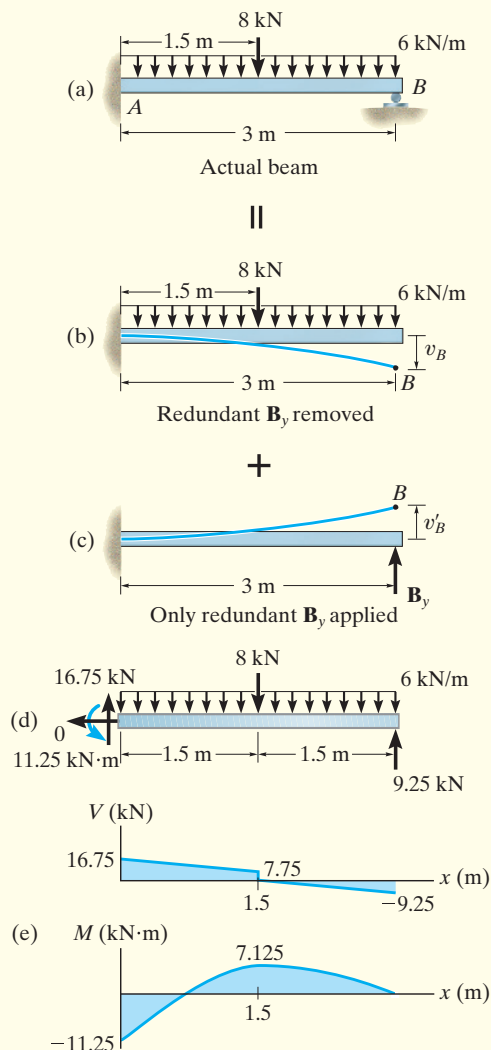 8 kN
1.5 m
6 kN/m
(a)
A
B
3 m
Actual beam
=
8 kN
1.5 m
6 kN/m
(b)
v_B
3 m
B
Redundant B_y removed
+
B
v'_B
(c)
3 m
B_y
Only redundant B_y applied
8 kN
16.75 kN
6 kN/m
(d)
0
11.25 kN·m
1.5 m
1.5 m
9.25 kN
V (kN)
16.75
7.75
x (m)
1.5
−9.25
(e)
M (kN·m)
7.125
x (m)
1.5
−11.25